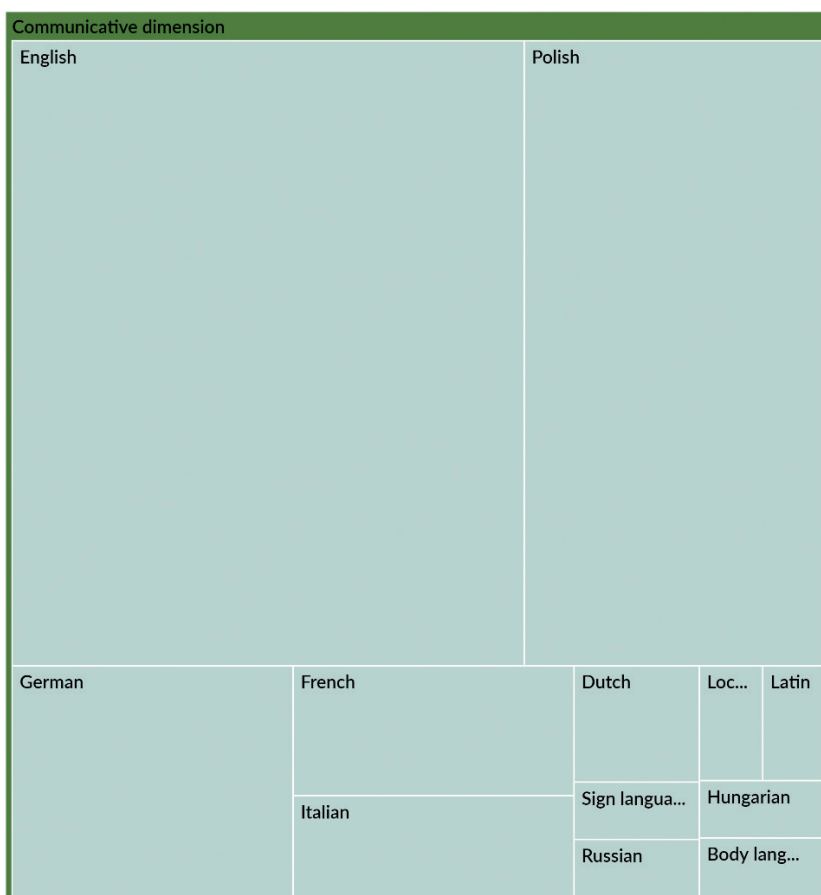 Communicative dimension
English
Polish
German
French
Dutch
Loc...
Latin
Italian
Sign langua...
Hungarian
Russian
Body lang...